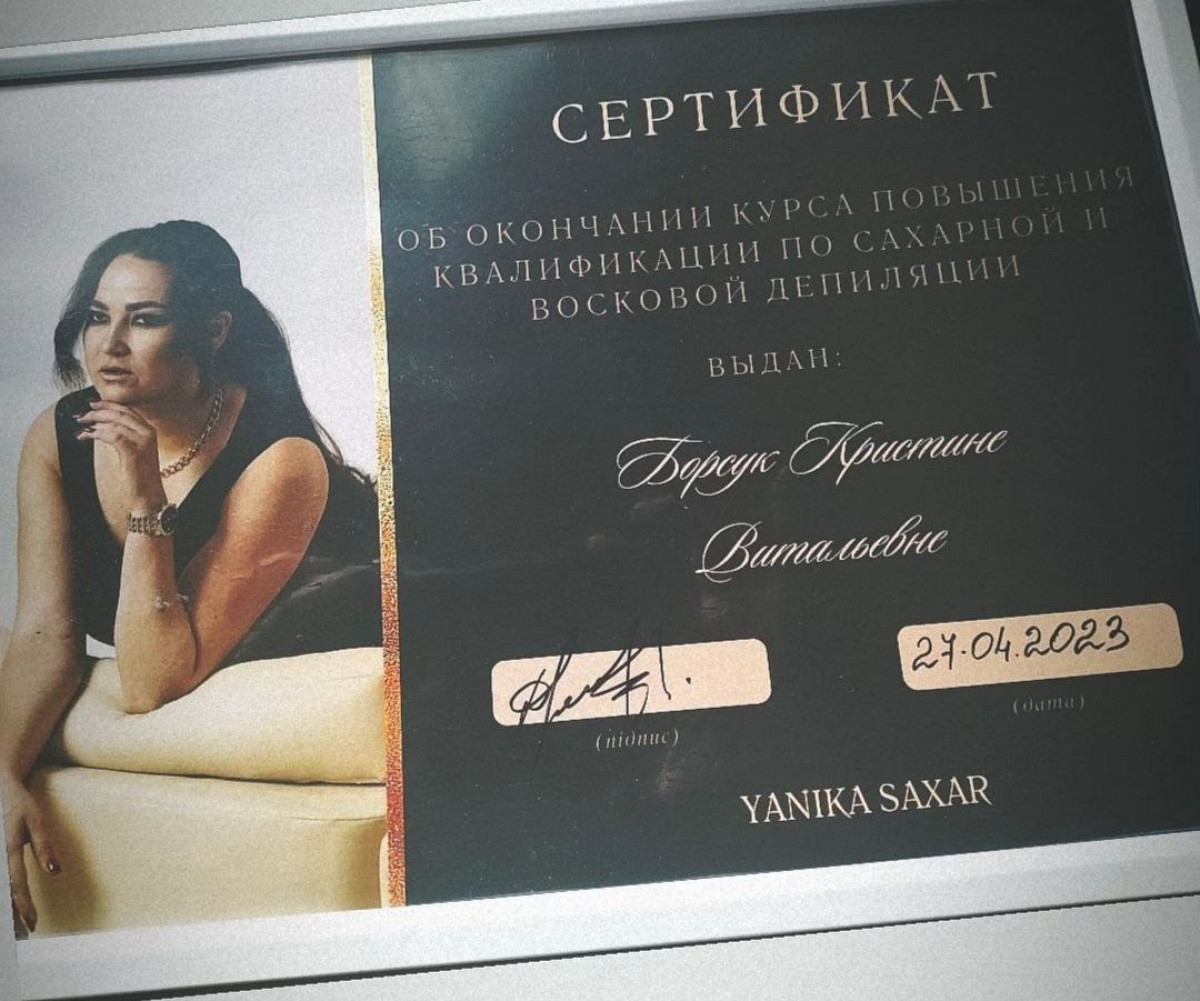 СЕРТИФИКАТ
ОБ ОКОНЧАНИИ КУРСА ПОВЫШЕНИЯ
КВАЛИФИКАЦИИ ПО САХАРНОЙ И
ВОСКОВОЙ ДЕПИЛЯЦИИ
ВЫДАН:
Борсук Кристине
Витальевне
27.04.2023
(підпис)
(дата)
YANIKA SAXAR